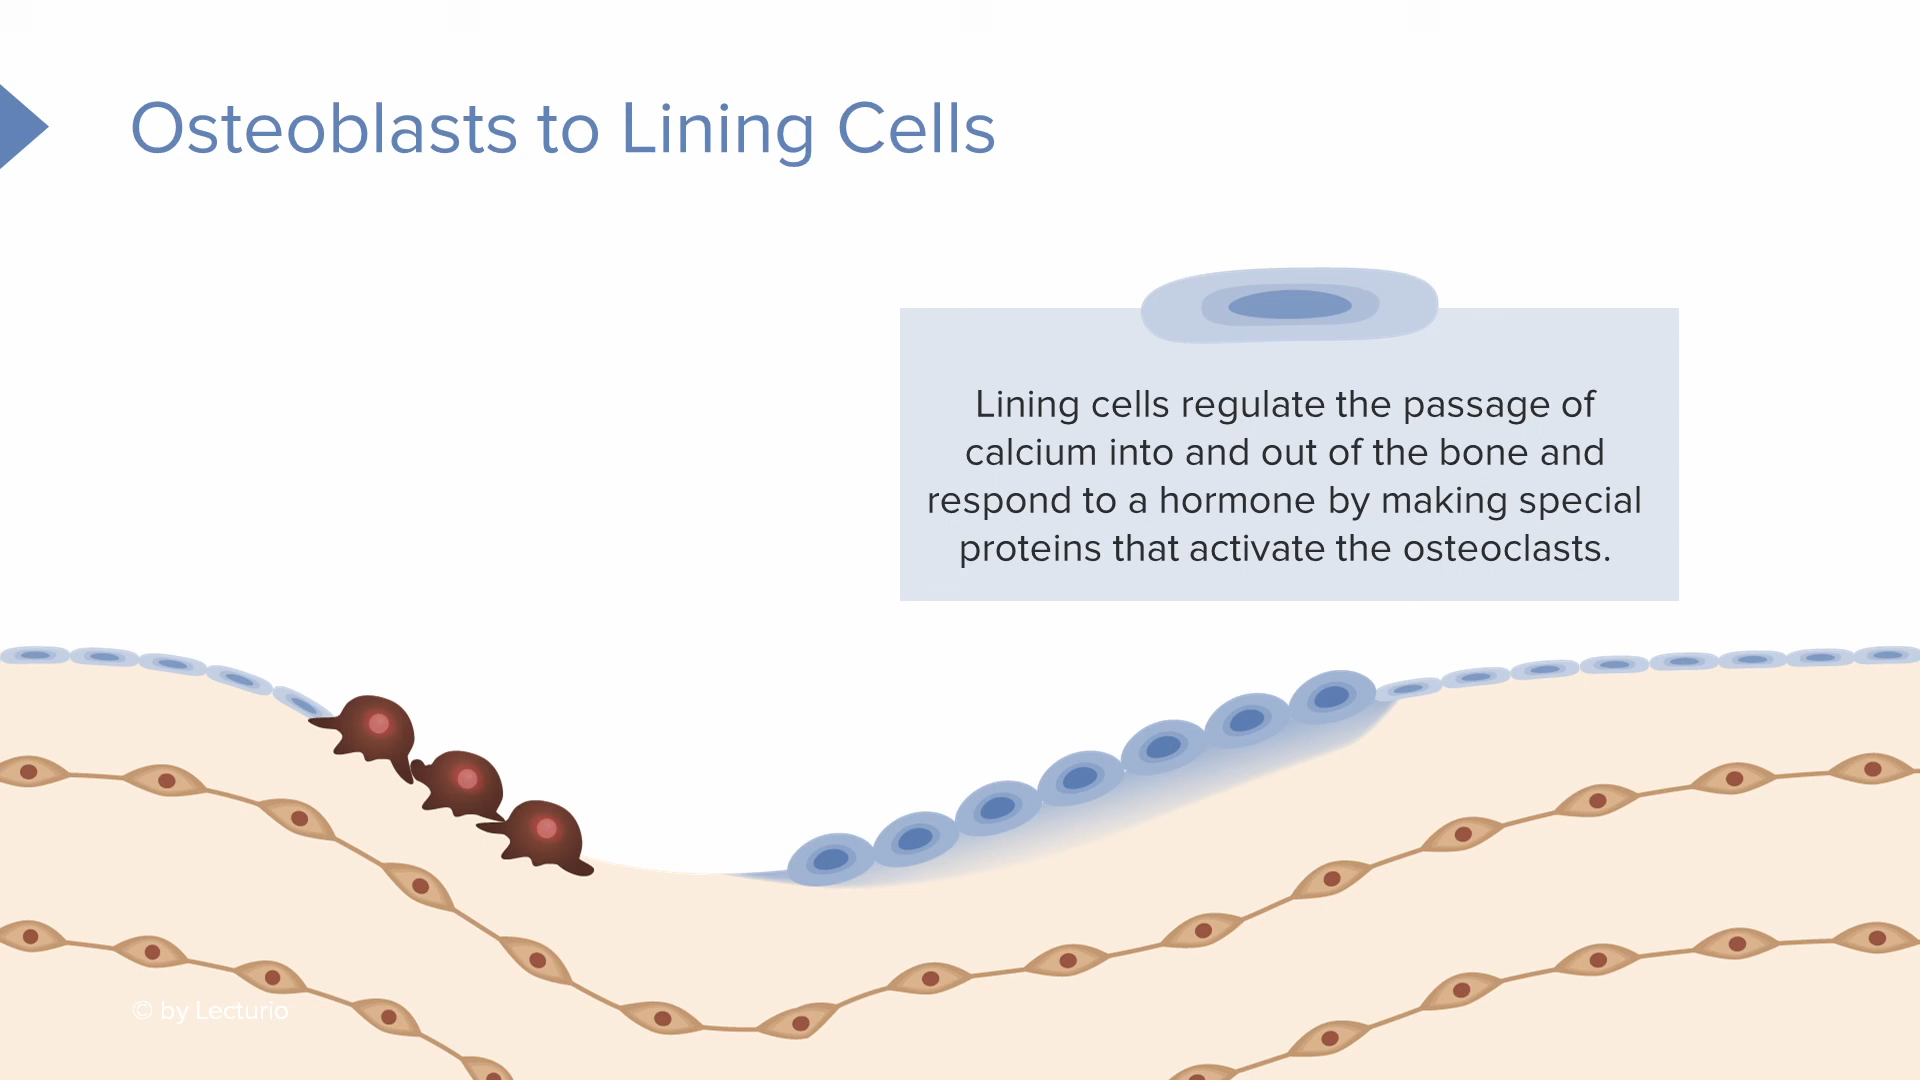 Osteoblasts to Lining Cells
Lining cells regulate the passage of
calcium into and out of the bone and
respond to a hormone by making special
proteins that activate the osteoclasts.
© by Lecturio